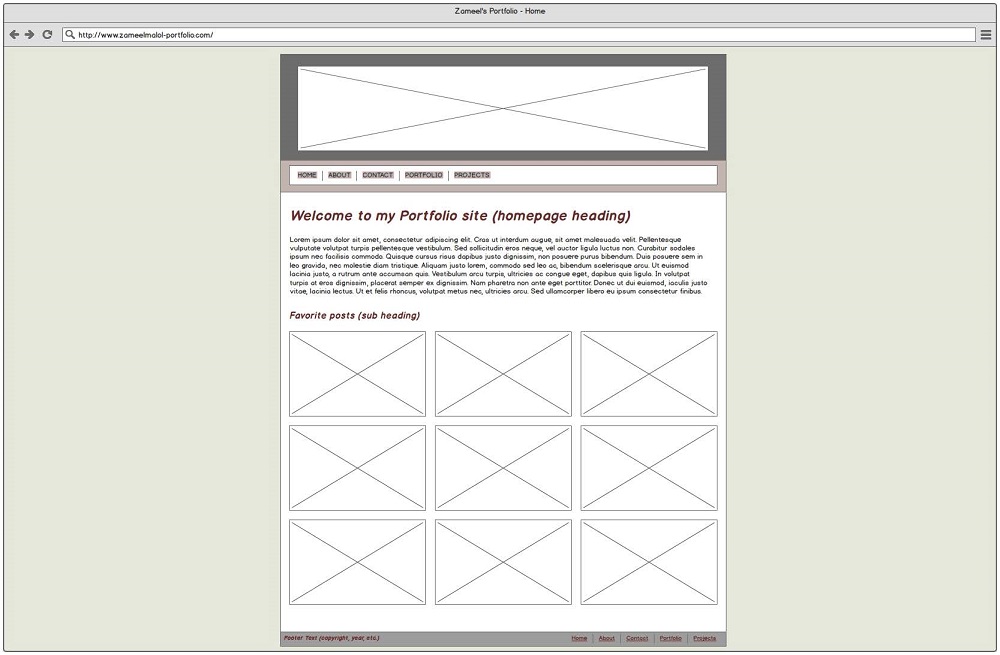 Zameel's Portfolio - Home
http://www.zameelmalol-portfolio.com/
HOME ABOUT CONTACT PORTFOLIO PROJECTS
Welcome to my Portfolio site (homepage heading)
Lorem ipsum dolor sit amet, consectetur adipiscing elit. Cras ut interdum augue, sit amet malesuada velit. Pellentesque
vulputate volutpat turpis pellentesque vestibulum. Sed sollicitudin eros neque, vel auctor ligula luctus non. Curabitur sodales
ipsum nec facilisis commodo. Quisque cursus risus dapibus justo dignissim, non posuere purus bibendum. Duis posuere sem in
leo gravida, nec molestie diam tristique. Aliquam justo lorem, commodo sed leo ac, bibendum scelerisque arcu. Ut euismod
lacinia justo, a rutrum ante accumsan quis. Vestibulum arcu turpis, ultricies ac congue eget, dapibus quis ligula. In volutpat
turpis at eros dignissim, placerat semper ex dignissim. Nam pharetra non ante eget porttitor. Donec ut dui euismod, iaculis justo
vitae, lacinia lectus. Ut et felis rhoncus, volutpat metus nec, ultricies arcu. Sed ullamcorper libero eu ipsum consectetur finibus.
Favorite posts (sub heading)
Footer Text (copyright, year, etc.) Home About Contact Portfolio Projects